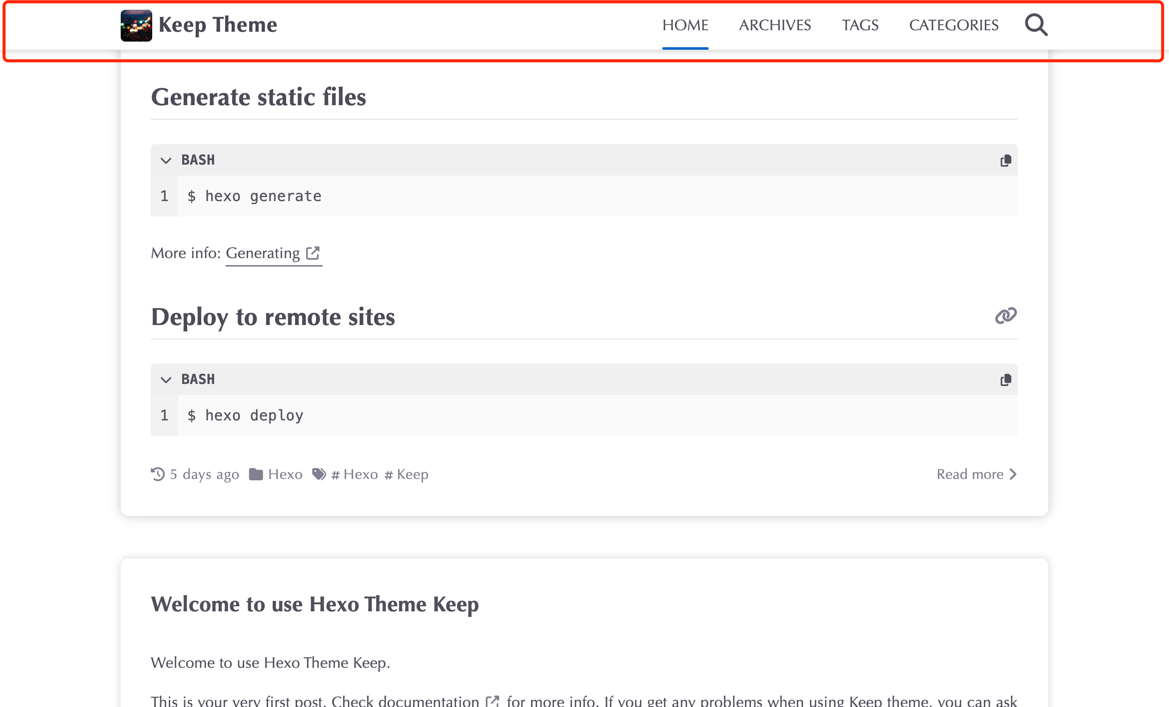 Keep Theme HOME ARCHIVES TAGS CATEGORIES
Generate static files
BASH
1 $ hexo generate
More info: Generating
Deploy to remote sites
BASH
1 $ hexo deploy
5 days ago Hexo # Hexo # Keep Read more
Welcome to use Hexo Theme Keep
Welcome to use Hexo Theme Keep.
This is your very first post. Check documentation for more info. If you get any problems when using Keep theme, you can ask